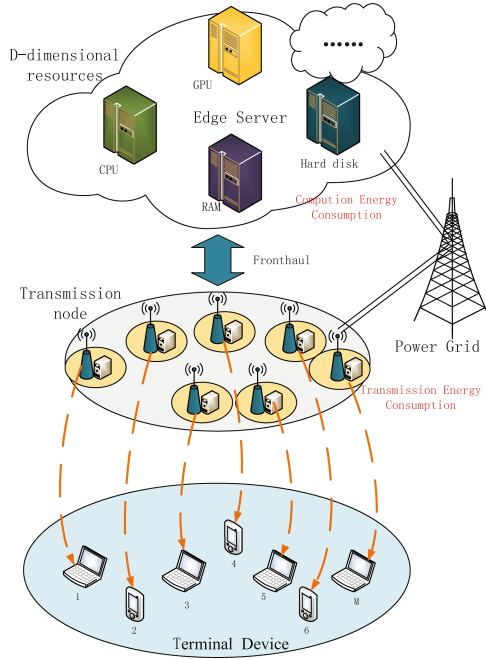 D-dimensional
resources
••••••
GPU
Edge Server
CPU
Hard disk
RAM
Compution Energy
Consumption
Fronthaul
Transmission
node
Power Grid
Transmission Energy
Consumption
1
2
3
4
5
6
M
Terminal Device